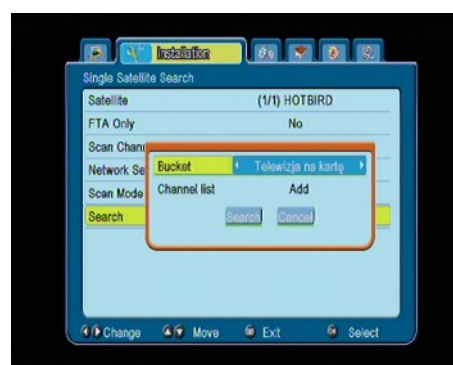 Installation
Single Satellite Search
Satellite (1/1) HOTBIRD
FTA Only No
Scan Chann
Network Se
Scan Mode
Search
Bucket Telewizja na kartę
Channel list Add
Search Cancel
Change Move Exit Select